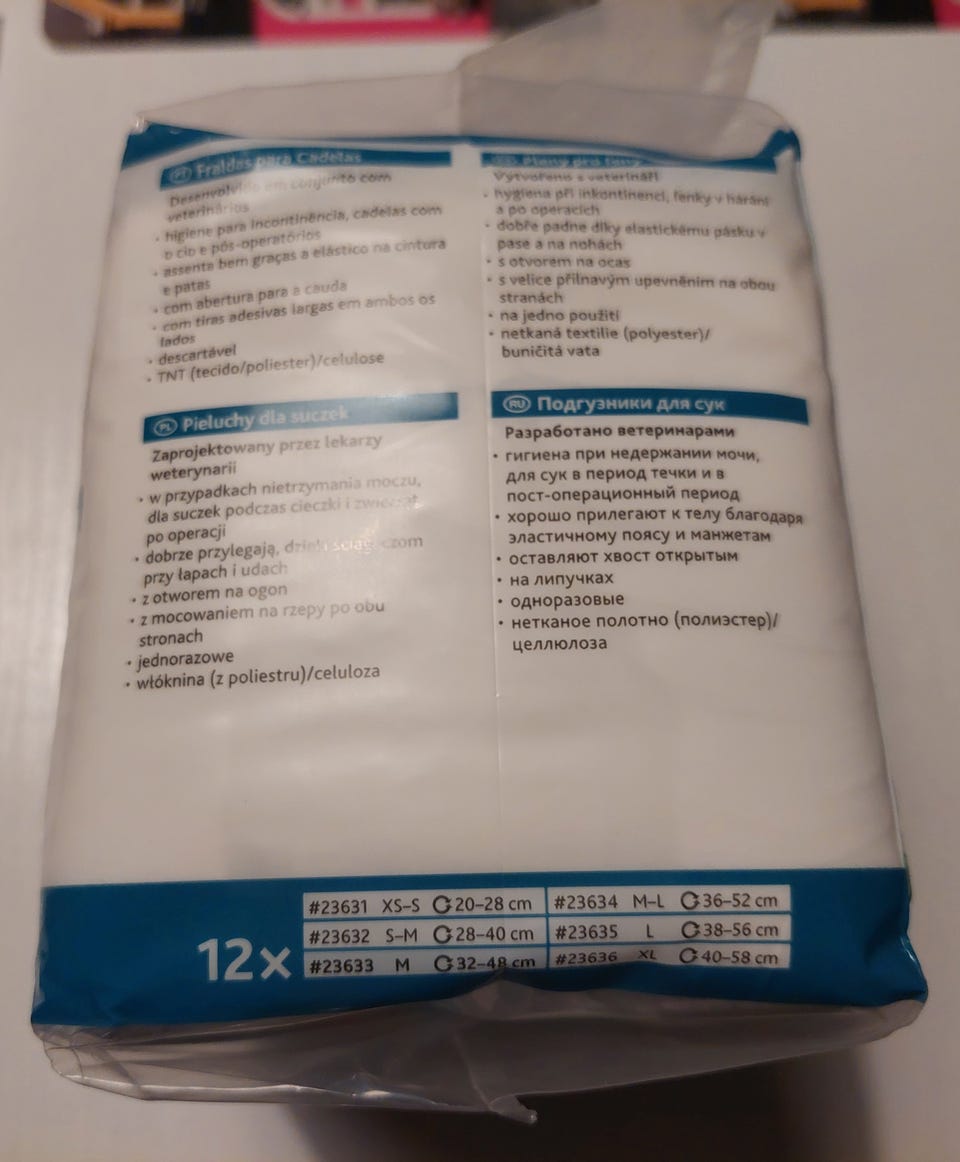 PT Fraldas para Cadelas
Desenvolvido em conjunto com
veterinários
• higiene para incontinência, cadelas com
o cio e pós-operatórios
• assenta bem graças a elástico na cintura
e patas
• com abertura para a cauda
• com tiras adesivas largas em ambos os
lados
• descartável
• TNT (tecido/poliester)/celulose
Pleny pro feny
Vytvořeno s veterináři
• hygiena při inkontinenci, fenky v hárání
a po operacích
• dobře padne díky elastickému pásku v
pase a na nohách
• s otvorem na ocas
• s velice přilnavým upevněním na obou
stranách
• na jedno použití
• netkaná textilie (polyester)/
buničitá vata
PL Pieluchy dla suczek
Zaprojektowany przez lekarzy
weterynarii
• w przypadkach nietrzymania moczu,
dla suczek podczas cieczki i zwierząt
po operacji
• dobrze przylegają, dzięki ściągaczom
przy łapach i udach
• z otworem na ogon
• z mocowaniem na rzepy po obu
stronach
• jednorazowe
• włóknina (z poliestru)/celuloza
RU Подгузники для сук
Разработано ветеринарами
• гигиена при недержании мочи,
для сук в период течки и в
пост-операционный период
• хорошо прилегают к телу благодаря
эластичному поясу и манжетам
• оставляют хвост открытым
• на липучках
• одноразовые
• нетканое полотно (полиэстер)/
целлюлоза
12x
#23631 XS–S 20–28 cm
#23632 S–M 28–40 cm
#23633 M 32–48 cm
#23634 M–L 36–52 cm
#23635 L 38–56 cm
#23636 XL 40–58 cm